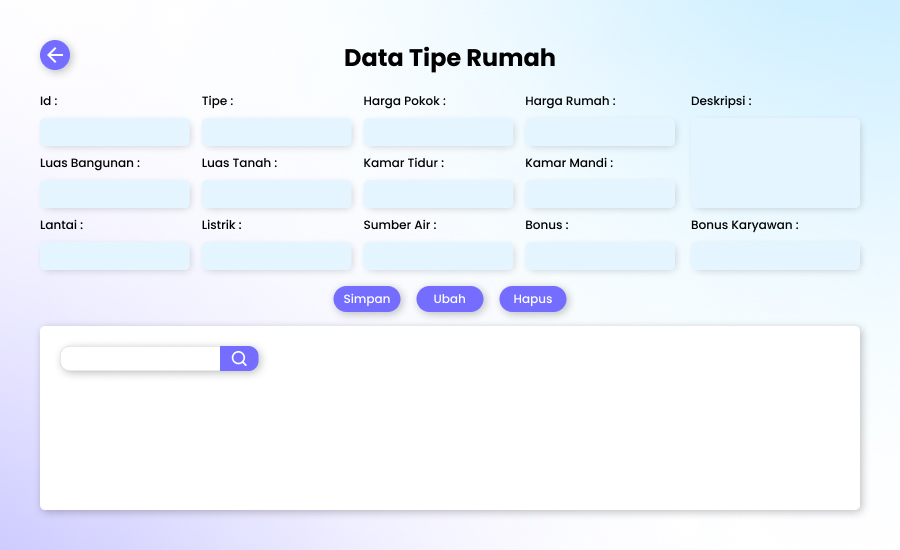 Data Tipe Rumah
Id : Tipe : Harga Pokok : Harga Rumah : Deskripsi :
Luas Bangunan : Luas Tanah : Kamar Tidur : Kamar Mandi :
Lantai : Listrik : Sumber Air : Bonus : Bonus Karyawan :
Simpan Ubah Hapus